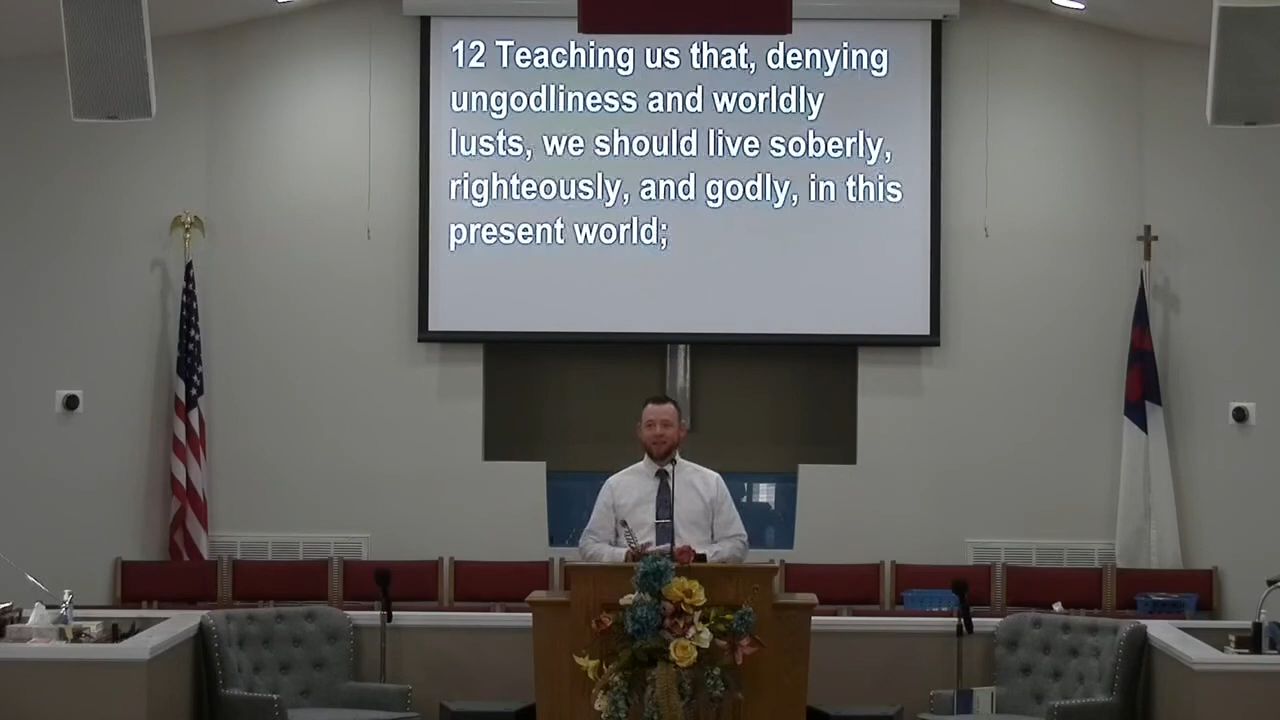 12 Teaching us that, denying
ungodliness and worldly
lusts, we should live soberly,
righteously, and godly, in this
present world;